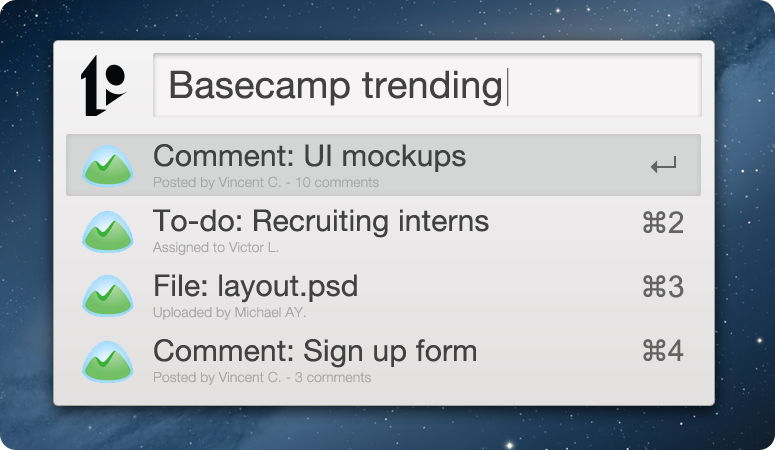 Basecamp trending
Comment: UI mockups
Posted by Vincent C. - 10 comments
↵
To-do: Recruiting interns
Assigned to Victor L.
⌘2
File: layout.psd
Uploaded by Michael AY.
⌘3
Comment: Sign up form
Posted by Vincent C. - 3 comments
⌘4